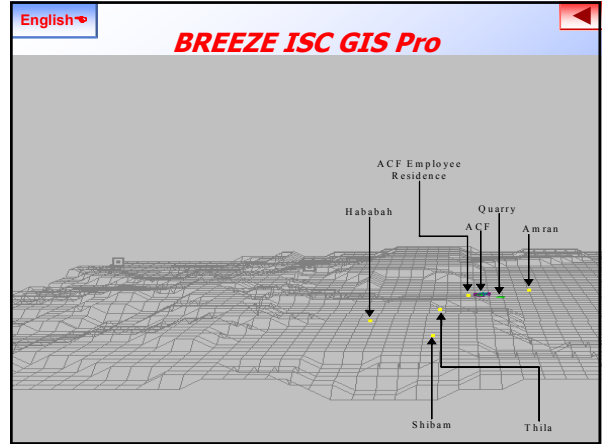 English
BREEZE ISC GIS Pro
ACF Employee
Residence
Hababah
Quarry
ACF
Amran
Shibam
Thila